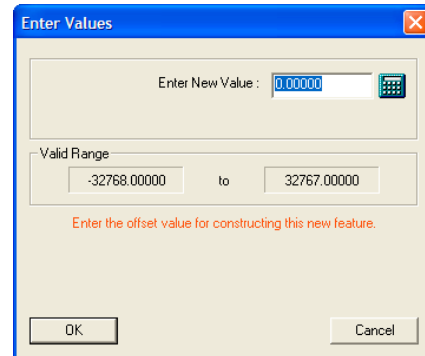 Enter Values
Enter New Value : 0.00000
Valid Range
-32768.00000 to 32767.00000
Enter the offset value for constructing this new feature.
OK Cancel